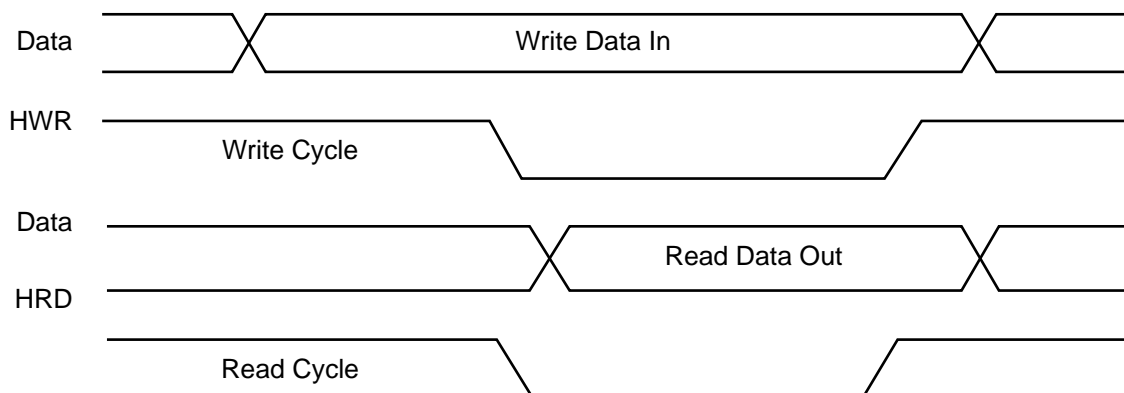 Data
Write Data In
HWR
Write Cycle
Data
Read Data Out
HRD
Read Cycle